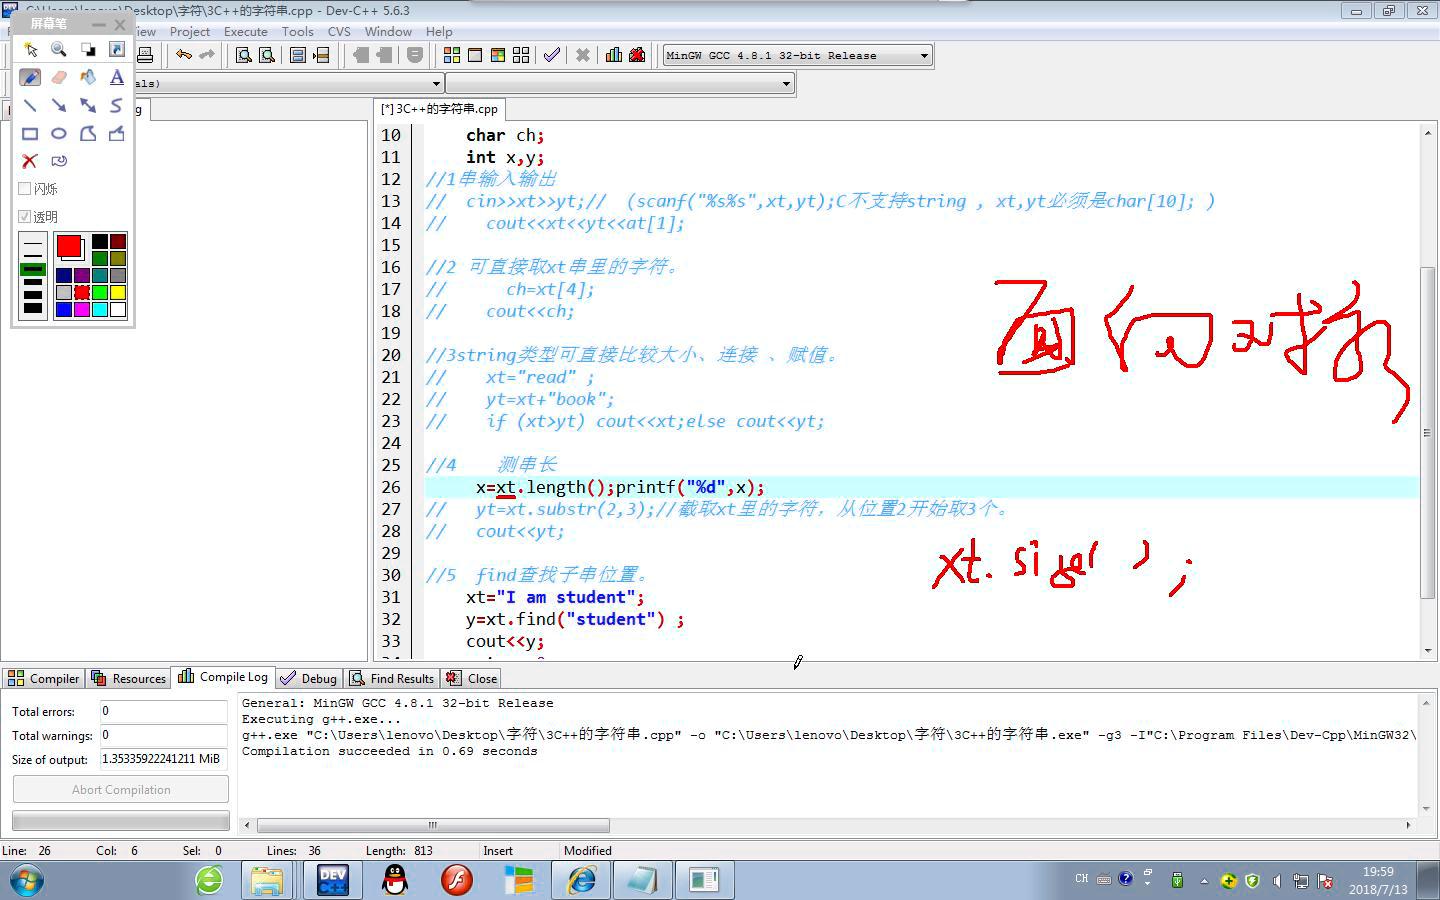 C:\Users\lenovo\Desktop\字符\3C++的字符串.cpp - Dev-C++ 5.6.3
屏幕笔
View Project Execute Tools CVS Window Help
MinGW GCC 4.8.1 32-bit Release
als)
[*] 3C++的字符串.cpp
闪烁
透明
10 char ch;
11 int x,y;
12 //1串输入输出
13 // cin>>xt>>yt;// (scanf("%s%s",xt,yt);C不支持string , xt,yt必须是char[10]; )
14 // cout<<xt<<yt<<at[1];
15
16 //2 可直接取xt串里的字符。
17 // ch=xt[4];
18 // cout<<ch;
19
20 //3string类型可直接比较大小、连接 、赋值。
21 // xt="read" ;
22 // yt=xt+"book";
23 // if (xt>yt) cout<<xt;else cout<<yt;
24
25 //4 测串长
26 x=xt.length();printf("%d",x);
27 // yt=xt.substr(2,3);//截取xt里的字符，从位置2开始取3个。
28 // cout<<yt;
29
30 //5 find查找子串位置。
31 xt="I am student";
32 y=xt.find("student") ;
33 cout<<y;
面向对象
xt.size( );
Compiler Resources Compile Log Debug Find Results Close
Total errors: 0
Total warnings: 0
Size of output: 1.35335922241211 MiB
Abort Compilation
General: MinGW GCC 4.8.1 32-bit Release
Executing g++.exe...
g++.exe "C:\Users\lenovo\Desktop\字符\3C++的字符串.cpp" -o "C:\Users\lenovo\Desktop\字符\3C++的字符串.exe" -g3 -I"C:\Program Files\Dev-Cpp\MinGW32\
Compilation succeeded in 0.69 seconds
Line: 26 Col: 6 Sel: 0 Lines: 36 Length: 813 Insert Modified
DEV C++
CH
19:59
2018/7/13